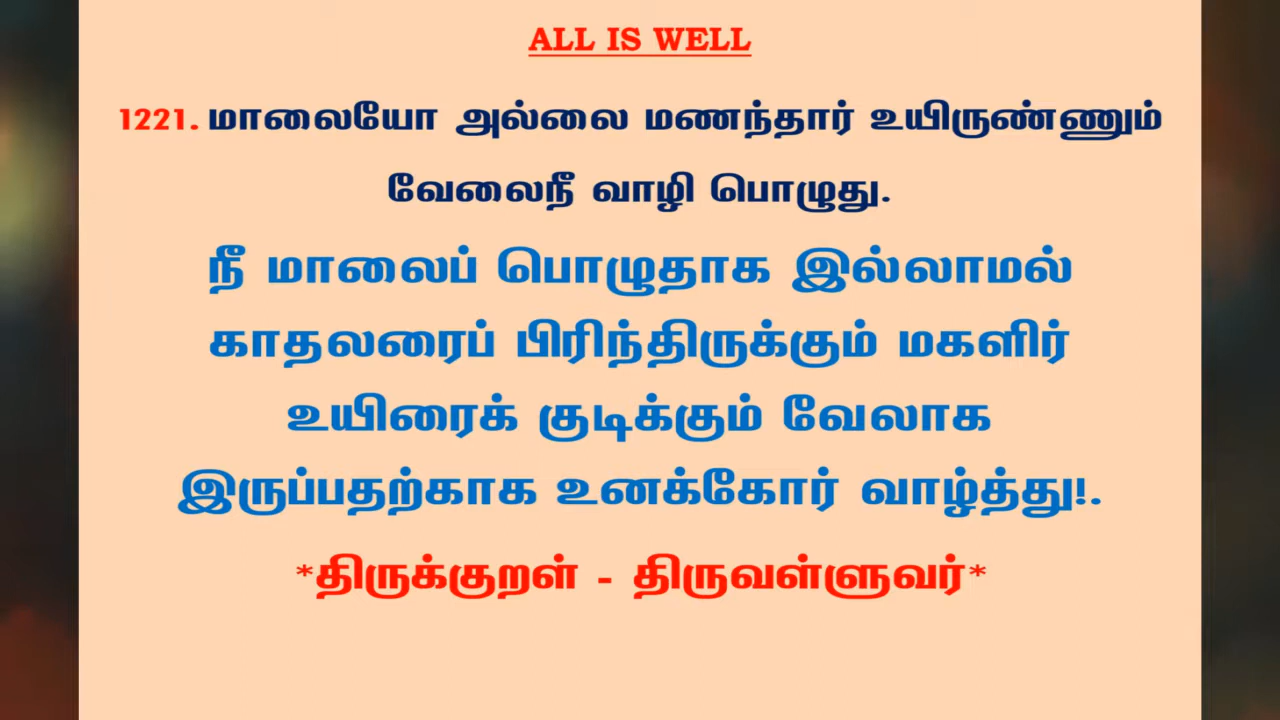 ALL IS WELL
1221. மாலையோ அல்லை மணந்தார் உயிருண்ணும்
வேலைநீ வாழி பொழுது.
நீ மாலைப் பொழுதாக இல்லாமல்
காதலரைப் பிரிந்திருக்கும் மகளிர்
உயிரைக் குடிக்கும் வேலாக
இருப்பதற்காக உனக்கோர் வாழ்த்து!.
*திருக்குறள் - திருவள்ளுவர்*